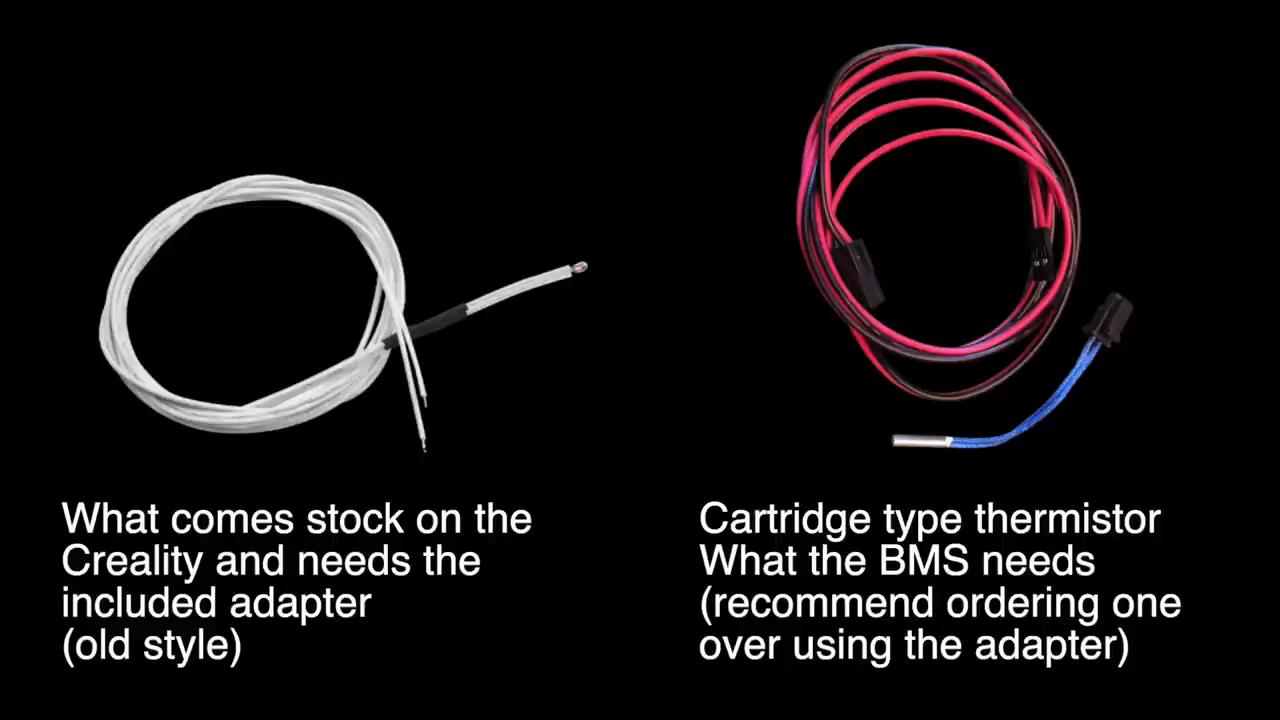 What comes stock on the
Creality and needs the
included adapter
(old style)
Cartridge type thermistor
What the BMS needs
(recommend ordering one
over using the adapter)